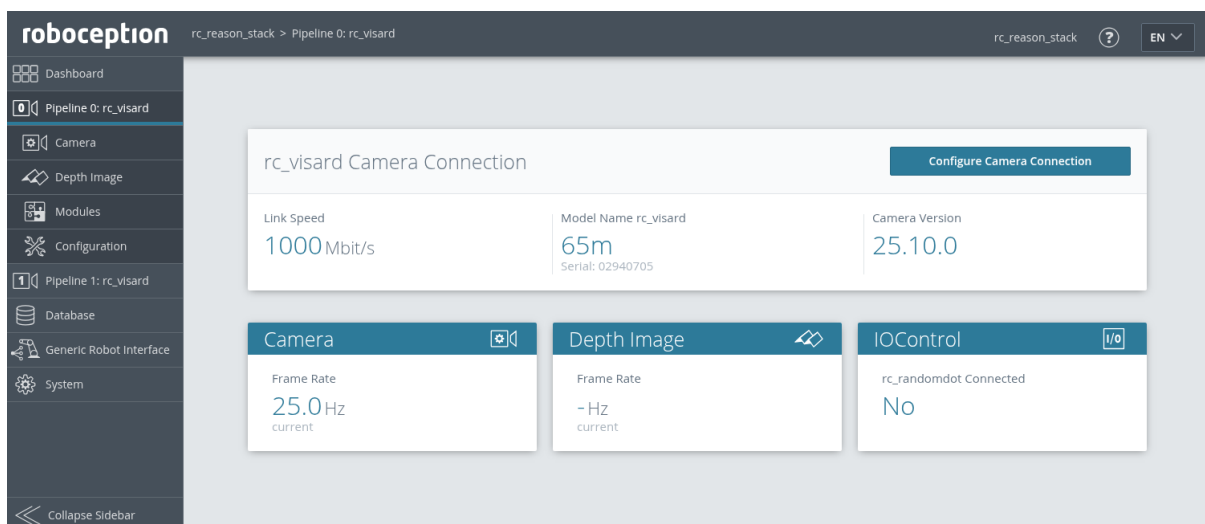 roboception
rc_reason_stack > Pipeline 0: rc_visard
rc_reason_stack
?
EN
Dashboard
0 Pipeline 0: rc_visard
Camera
Depth Image
Modules
Configuration
1 Pipeline 1: rc_visard
Database
Generic Robot Interface
System
Collapse Sidebar
rc_visard Camera Connection
Configure Camera Connection
Link Speed
1000 Mbit/s
Model Name rc_visard
65m
Serial: 02940705
Camera Version
25.10.0
Camera
Frame Rate
25.0 Hz
current
Depth Image
Frame Rate
- Hz
current
IOControl
I/O
rc_randomdot Connected
No